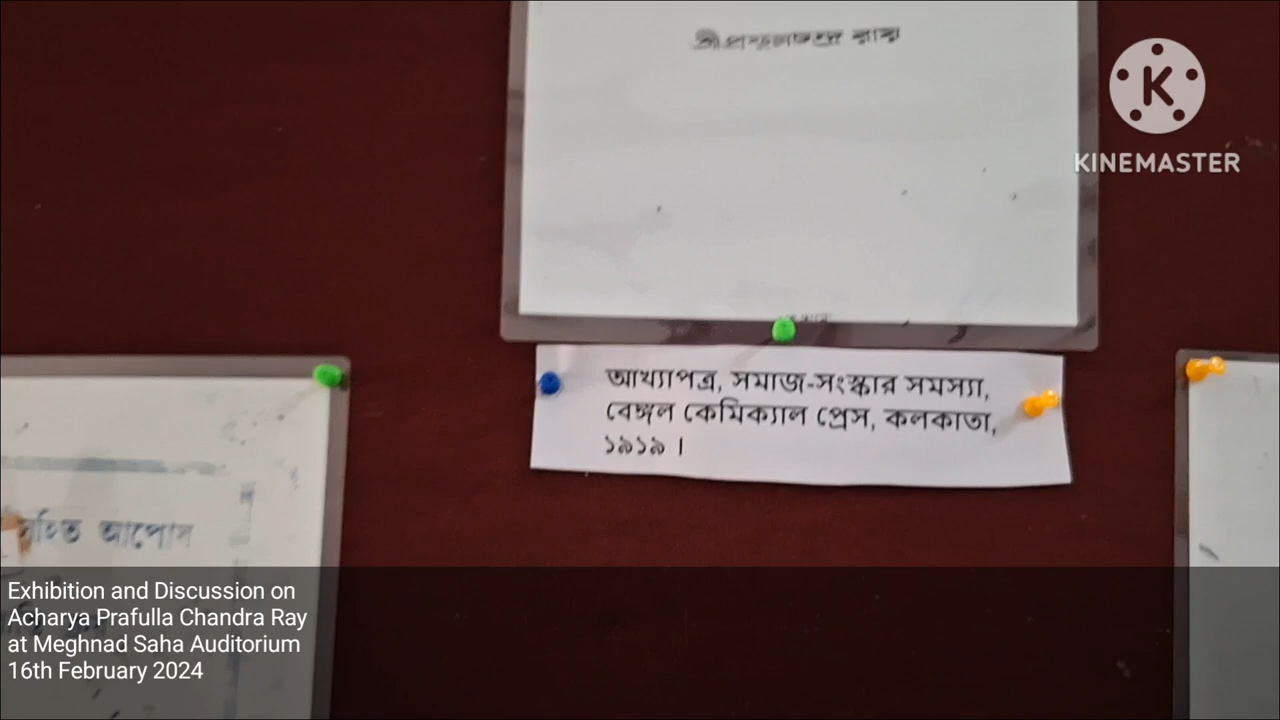 শ্রীপ্রফুল্লচন্দ্র রায়
KINEMASTER
আখ্যাপত্র, সমাজ-সংস্কার সমস্যা,
বেঙ্গল কেমিক্যাল প্রেস, কলকাতা,
১৯১৯ ।
সহিত আপোষ
Exhibition and Discussion on
Acharya Prafulla Chandra Ray
at Meghnad Saha Auditorium
16th February 2024